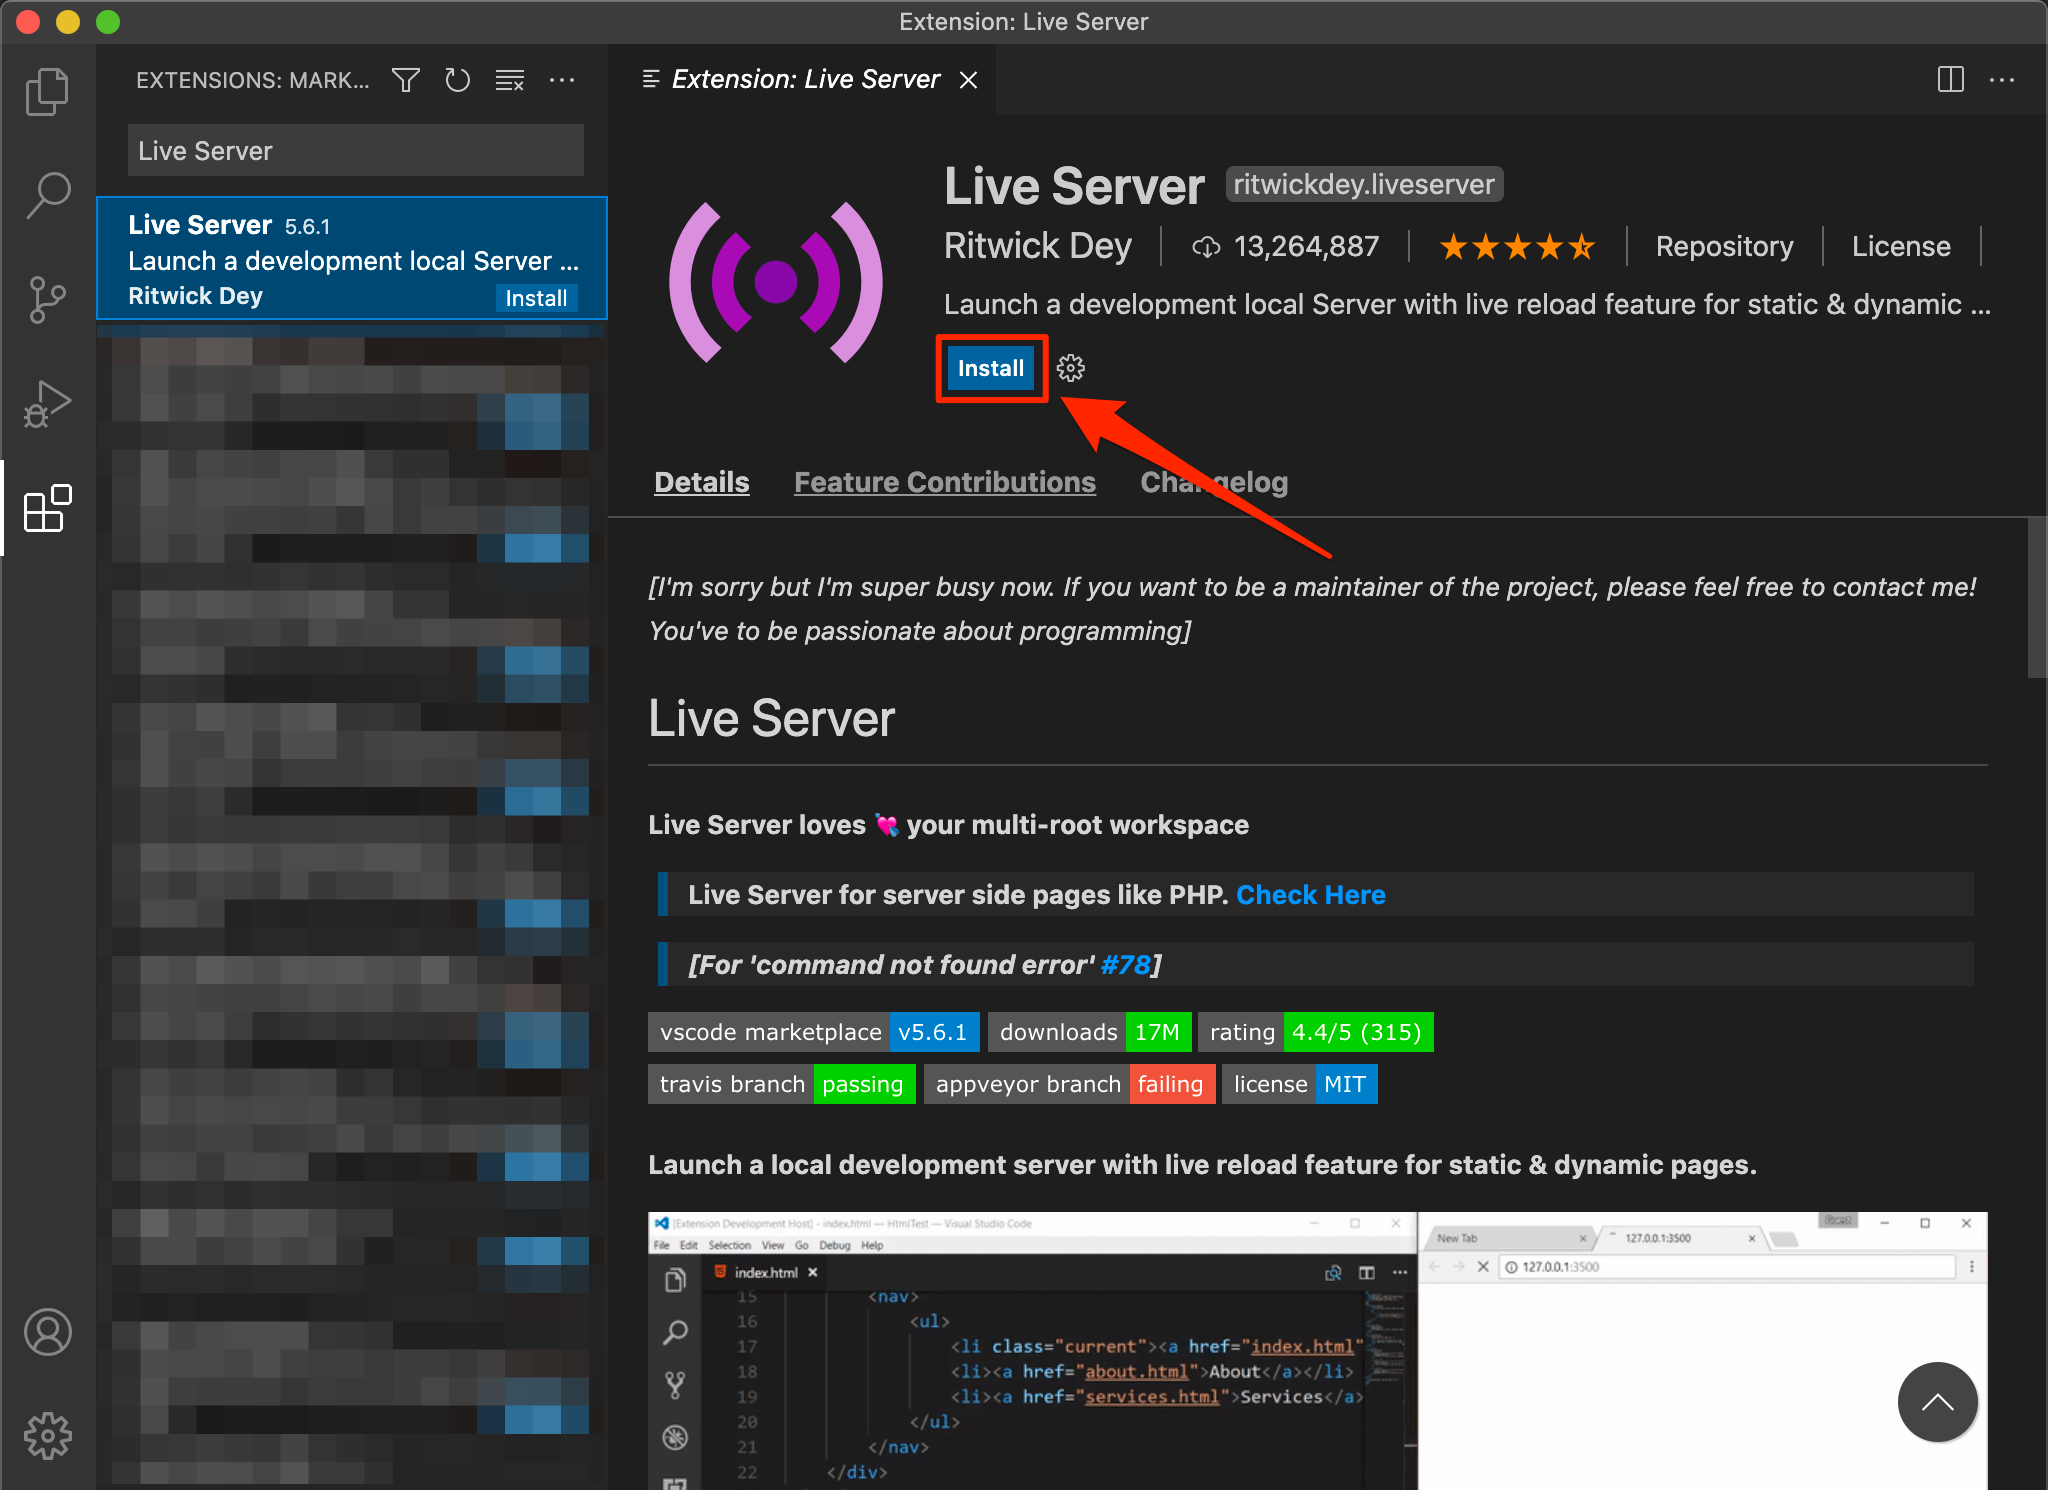 Extension: Live Server
EXTENSIONS: MARK...
Live Server
Live Server 5.6.1
Launch a development local Server ...
Ritwick Dey
Install
Extension: Live Server
Live Server ritwickdey.liveserver
Ritwick Dey 13,264,887 Repository License
Launch a development local Server with live reload feature for static & dynamic ...
Install
Details Feature Contributions Changelog
[I'm sorry but I'm super busy now. If you want to be a maintainer of the project, please feel free to contact me!
You've to be passionate about programming]
Live Server
Live Server loves 💘 your multi-root workspace
Live Server for server side pages like PHP. Check Here
[For 'command not found error' #78]
vscode marketplace v5.6.1 downloads 17M rating 4.4/5 (315)
travis branch passing appveyor branch failing license MIT
Launch a local development server with live reload feature for static & dynamic pages.
[Extension Development Host] - index.html — HtmlTest — Visual Studio Code
File Edit Selection View Go Debug Help
index.html
15 <nav>
16 <ul>
17 <li class="current"><a href="index.html"
18 <li><a href="about.html">About</a></li>
19 <li><a href="services.html">Services</a>
20 </ul>
21 </nav>
22 </div>
Guest
New Tab 127.0.0.1:3500
127.0.0.1:3500